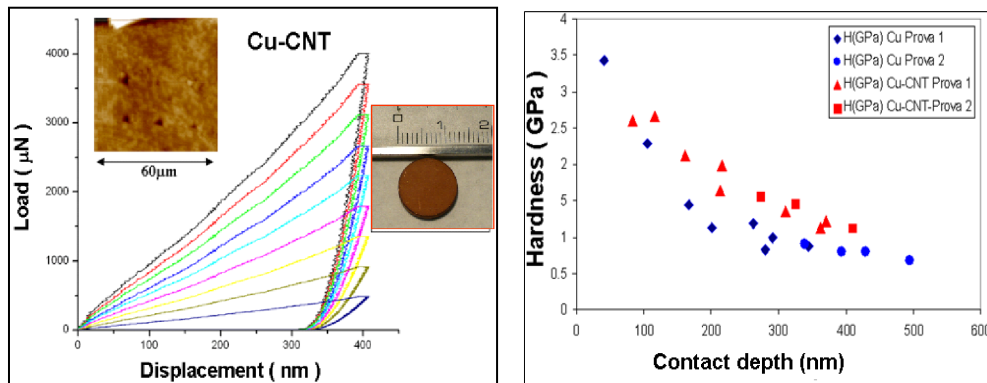 Cu-CNT
4000
3000
2000
1000
0
Load ( µN )
60µm
1
2
0
100
200
300
400
Displacement ( nm )
H(GPa) Cu Prova 1
H(GPa) Cu Prova 2
H(GPa) Cu-CNT Prova 1
H(GPa) Cu-CNT-Prova 2
4
3.5
3
2.5
2
5
1
0.5
0
Hardness ( GPa)
0
100
200
300
400
500
600
Contact depth (nm)